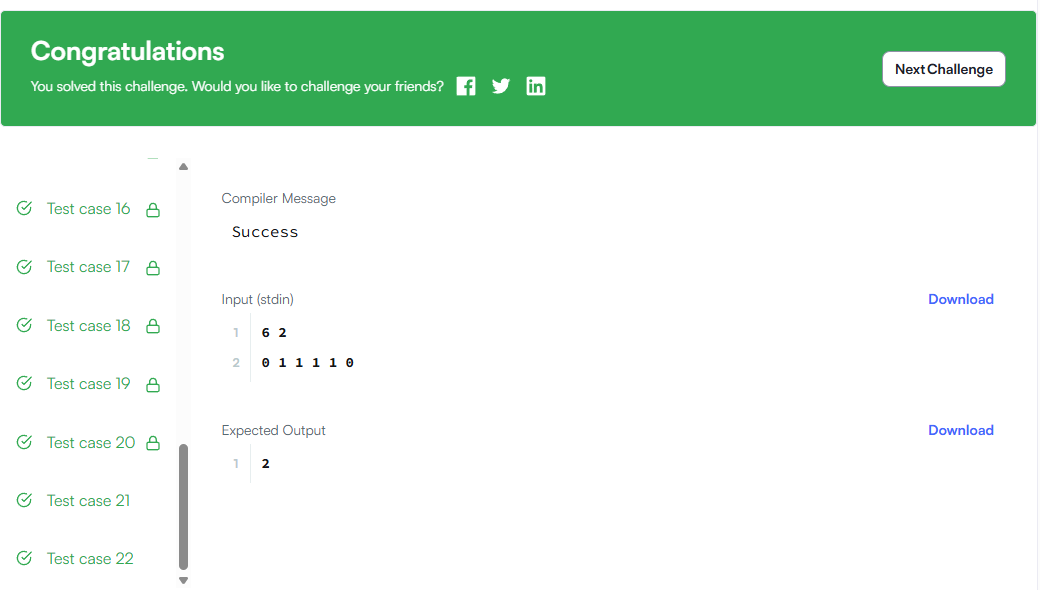 Congratulations
You solved this challenge. Would you like to challenge your friends?
Next Challenge
Test case 16
Test case 17
Test case 18
Test case 19
Test case 20
Test case 21
Test case 22
Compiler Message
Success
Input (stdin)
Download
1 6 2
2 0 1 1 1 1 0
Expected Output
Download
1 2